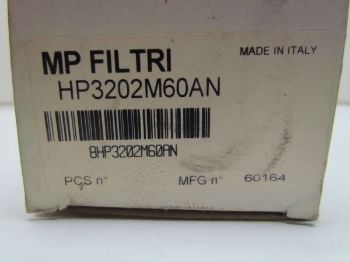 MP FILTRI MADE IN ITALY
HP3202M60AN
8HP3202M60AN
PCS n° MFG n° 60164